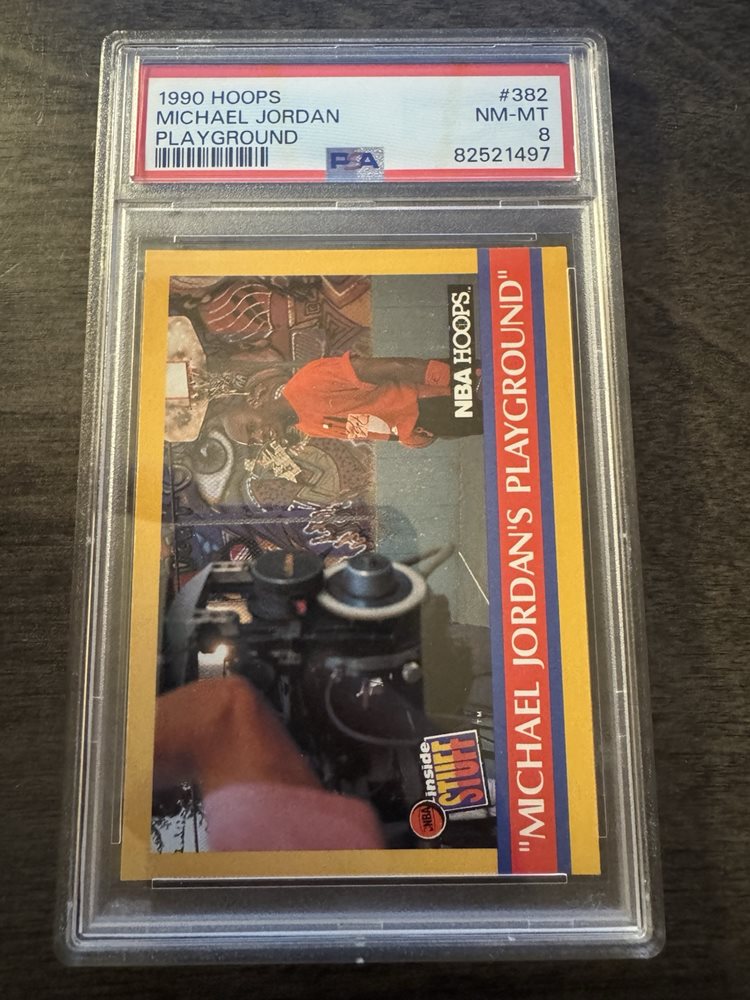 1990 HOOPS
MICHAEL JORDAN
PLAYGROUND
#382
NM-MT
8
82521497
PSA
NBA HOOPS
"MICHAEL JORDAN'S PLAYGROUND"
NBA inside
STUFF
TM